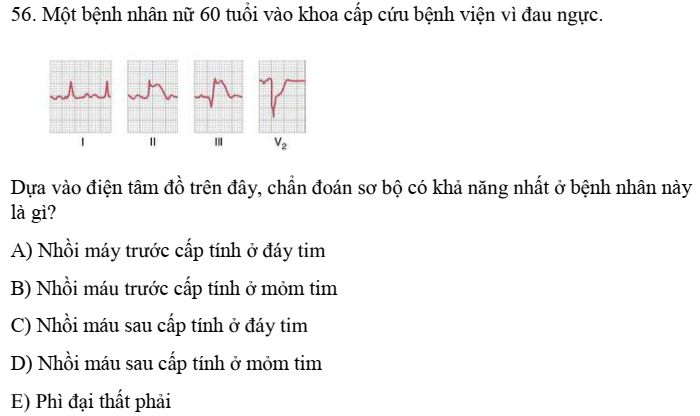 56. Một bệnh nhân nữ 60 tuổi vào khoa cấp cứu bệnh viện vì đau ngực.
I II III V2
Dựa vào điện tâm đồ trên đây, chẩn đoán sơ bộ có khả năng nhất ở bệnh nhân này
là gì?
A) Nhồi máy trước cấp tính ở đáy tim
B) Nhồi máu trước cấp tính ở mỏm tim
C) Nhồi máu sau cấp tính ở đáy tim
D) Nhồi máu sau cấp tính ở mỏm tim
E) Phì đại thất phải